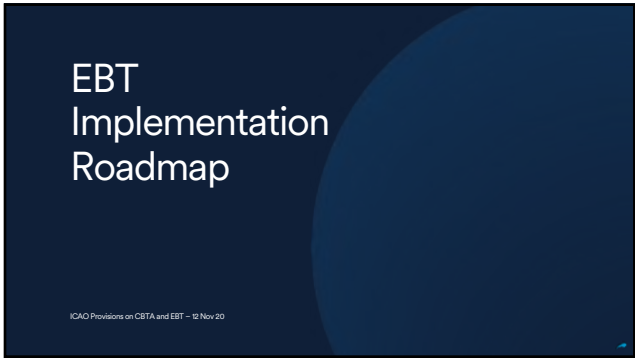 EBT
Implementation
Roadmap
ICAO Provisions on CBTA and EBT – 12 Nov 20